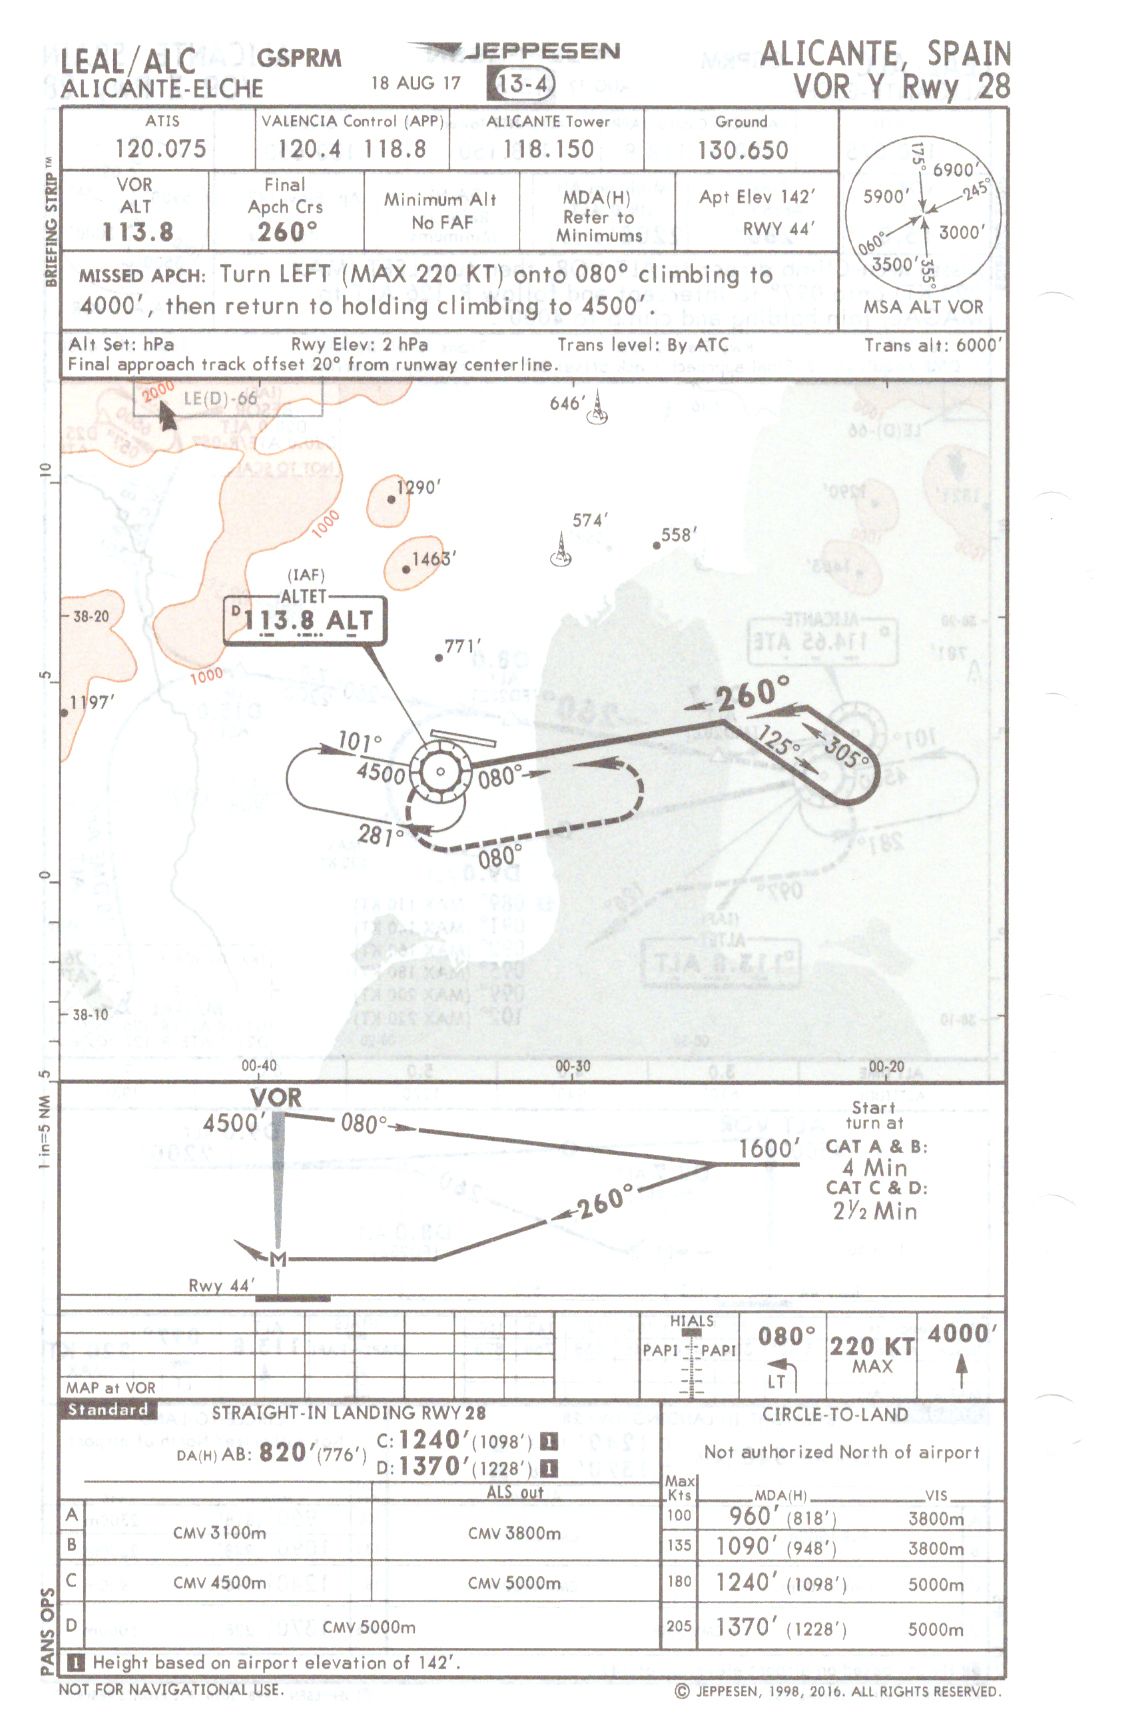 LEAL/ALC GSPRM JEPPESEN ALICANTE, SPAIN
ALICANTE-ELCHE 18 AUG 17 13-4 VOR Y Rwy 28
BRIEFING STRIP™
ATIS VALENCIA Control (APP) ALICANTE Tower Ground
120.075 120.4 118.8 118.150 130.650
VOR ALT 113.8
Final Apch Crs 260°
Minimum Alt No FAF
MDA(H) Refer to Minimums
Apt Elev 142'
RWY 44'
175° 6900'
5900' 245°
3000'
060° 3500' 355°
MSA ALT VOR
MISSED APCH: Turn LEFT (MAX 220 KT) onto 080° climbing to
4000', then return to holding climbing to 4500'.
Alt Set: hPa Rwy Elev: 2 hPa Trans level: By ATC Trans alt: 6000'
Final approach track offset 20° from runway centerline.
2000 LE(D)-66
646'
10
1290'
1000
574'
558'
1463'
(IAF)
ALTET
D 113.8 ALT
38-20
771'
1000
5
1197'
260°
125°
305°
101°
4500
080°
281°
080°
0
38-10
00-40 00-30 00-20
5
1 in=5 NM
VOR
4500' 080°
1600'
260°
M
Rwy 44'
Start
turn at
CAT A & B:
4 Min
CAT C & D:
2½ Min
MAP at VOR
HIALS
PAPI PAPI
080°
LT
220 KT
MAX
4000'
Standard STRAIGHT-IN LANDING RWY 28 CIRCLE-TO-LAND
DA(H) AB: 820' (776') C: 1240' (1098') 1
D: 1370' (1228') 1
Not authorized North of airport
ALS out
Max Kts MDA(H) VIS
A
B
CMV 3100m CMV 3800m
100 960' (818') 3800m
135 1090' (948') 3800m
C CMV 4500m CMV 5000m 180 1240' (1098') 5000m
D CMV 5000m 205 1370' (1228') 5000m
PANS OPS
1 Height based on airport elevation of 142'.
NOT FOR NAVIGATIONAL USE. © JEPPESEN, 1998, 2016. ALL RIGHTS RESERVED.